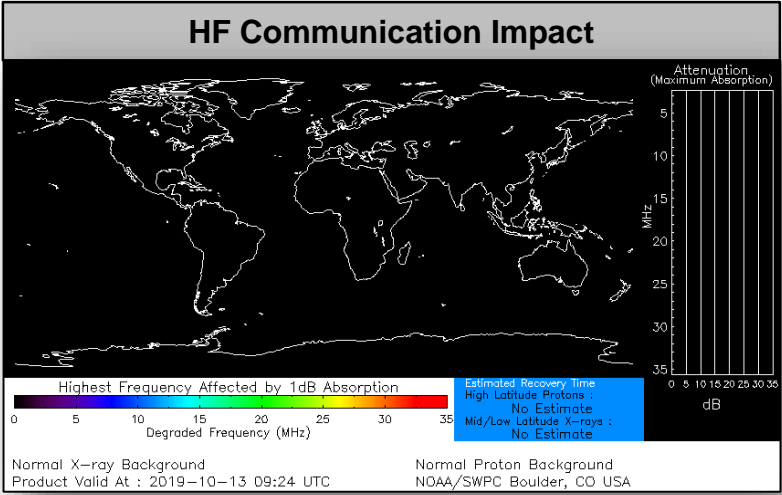 HF Communication Impact
Attenuation
(Maximum Absorption)
5
10
15
20
25
30
35
MHz
0 5 10 15 20 25 30 35
dB
Highest Frequency Affected by 1dB Absorption
0 5 10 15 20 25 30 35
Degraded Frequency (MHz)
Estimated Recovery Time
High Latitude Protons :
No Estimate
Mid/Low Latitude X-rays :
No Estimate
Normal X-ray Background
Product Valid At : 2019-10-13 09:24 UTC
Normal Proton Background
NOAA/SWPC Boulder, CO USA